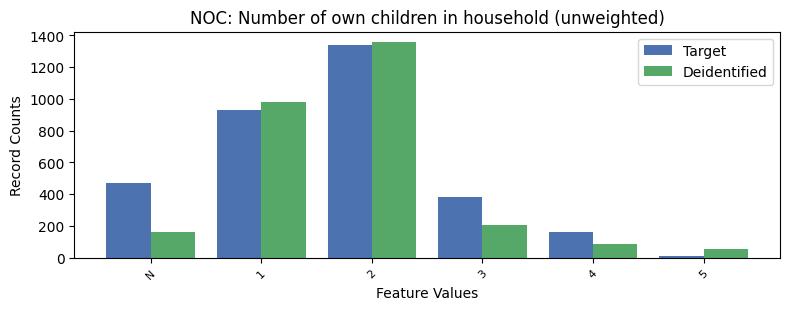 NOC: Number of own children in household (unweighted)
Target
Deidentified
Record Counts
1400
1200
1000
800
600
400
200
0
N
1
2
3
4
5
Feature Values